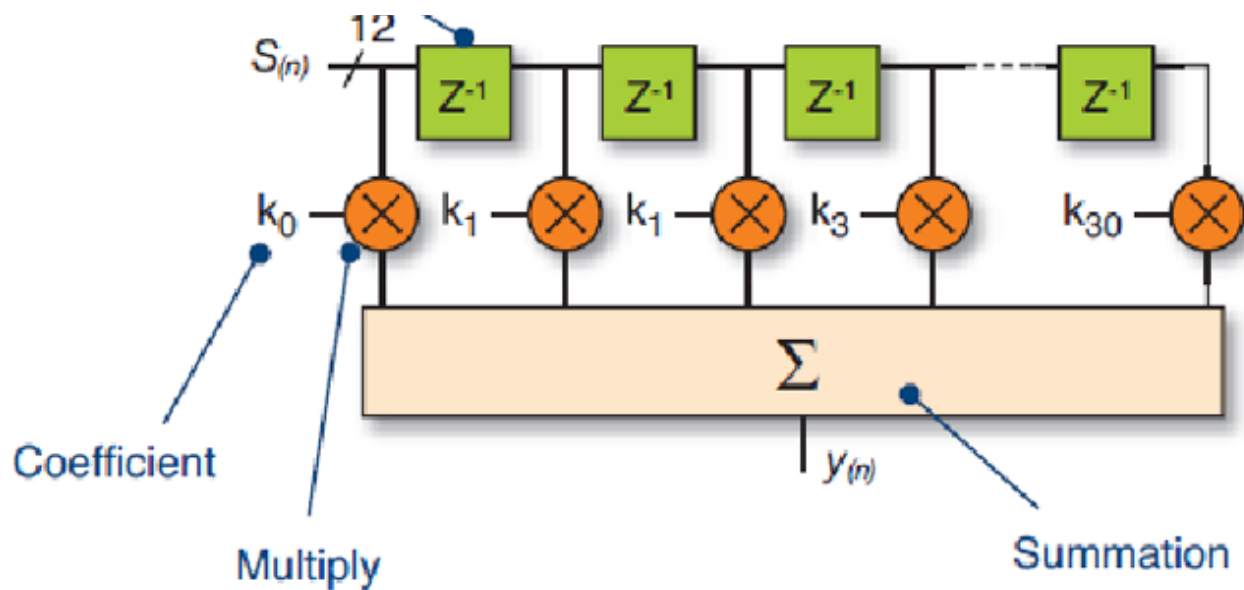 12
S(n)
Z-1 Z-1 Z-1 Z-1
k0 k1 k1 k3 k30
Σ
Coefficient
y(n)
Multiply
Summation